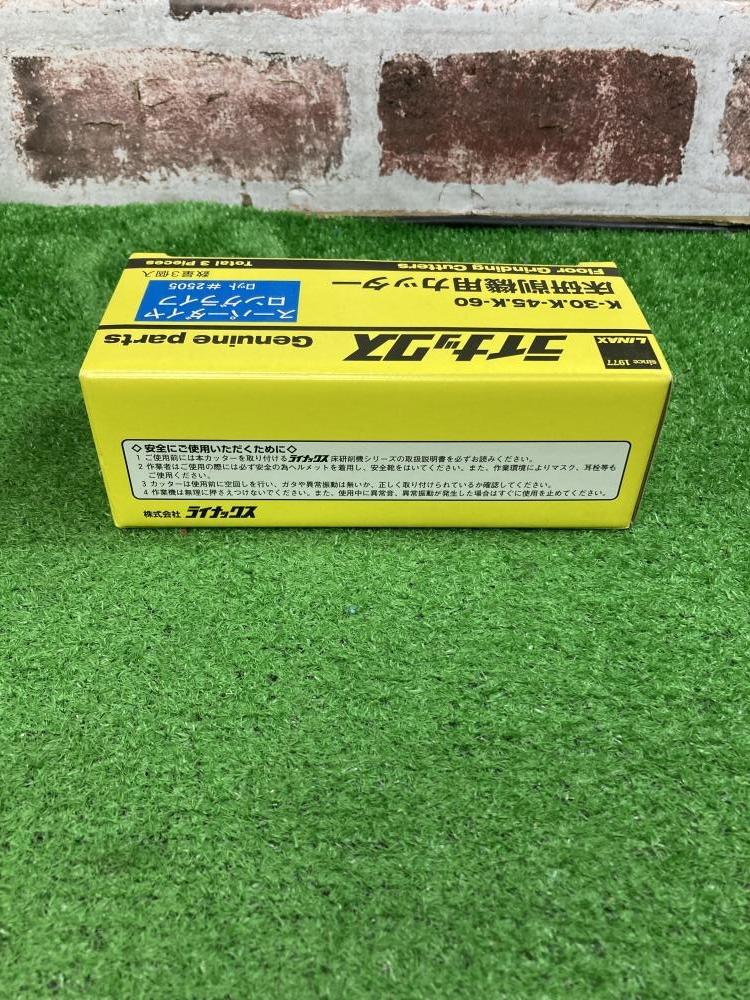 since 1977
LINAX
ライナックス
Genuine parts
K-30.K-45.K-60
床研削機用カッター
Floor Grinding Cutters
スーパーダイヤ
ロングライフ
ロット #2505
数量3個入
Total 3 Pieces
◇安全にご使用いただくために◇
1 ご使用前には本カッターを取り付けるライナックス床研削機シリーズの取扱説明書を必ずお読みください。
2 作業者はご使用の際には必ず安全の為ヘルメットを着用し、安全靴をはいてください。また、作業環境によりマスク、耳栓等も
ご使用ください。
3 カッターは使用前に空回しを行い、ガタや異常振動は無いか、正しく取り付けられているか確認してください。
4 作業機は無理に押さえつけないでください。また、使用中に異常音、異常振動が発生した場合はすぐに使用を止めてください。
株式会社 ライナックス